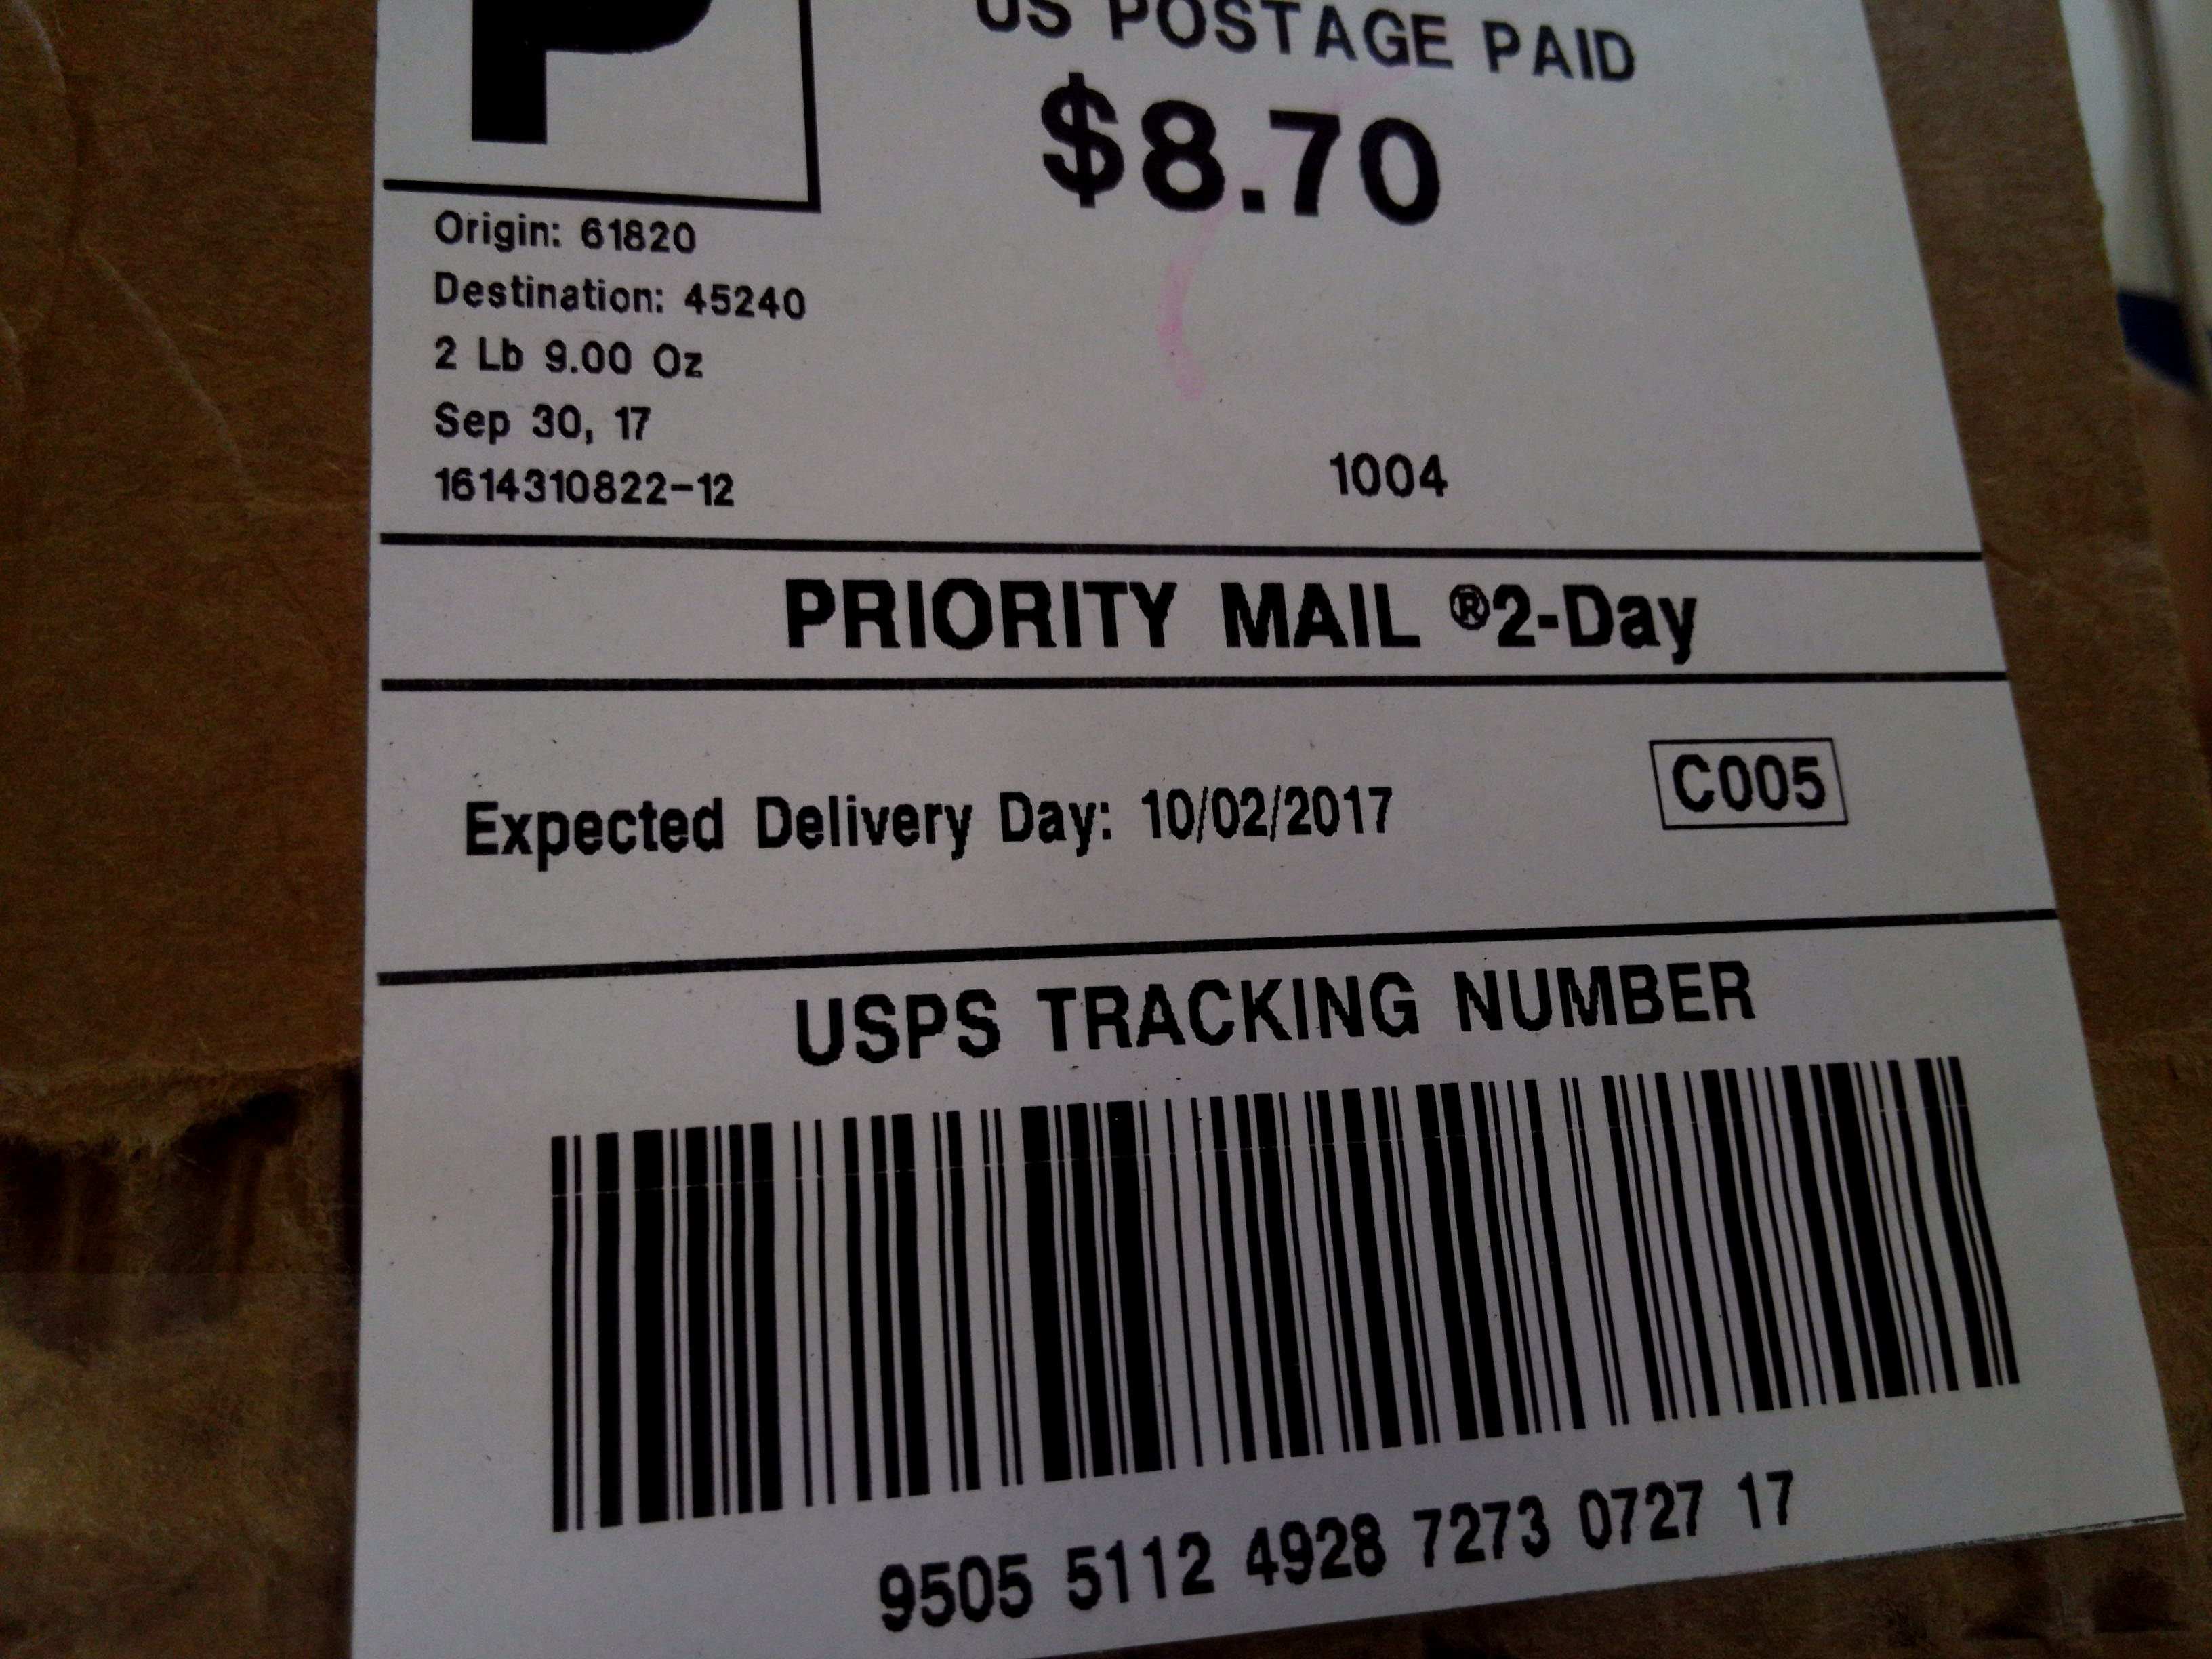 P
US POSTAGE PAID
$8.70
Origin: 61820
Destination: 45240
2 Lb 9.00 Oz
Sep 30, 17
1614310822-12
1004
PRIORITY MAIL ®2-Day
C005
Expected Delivery Day: 10/02/2017
USPS TRACKING NUMBER
9505 5112 4928 7273 0727 17